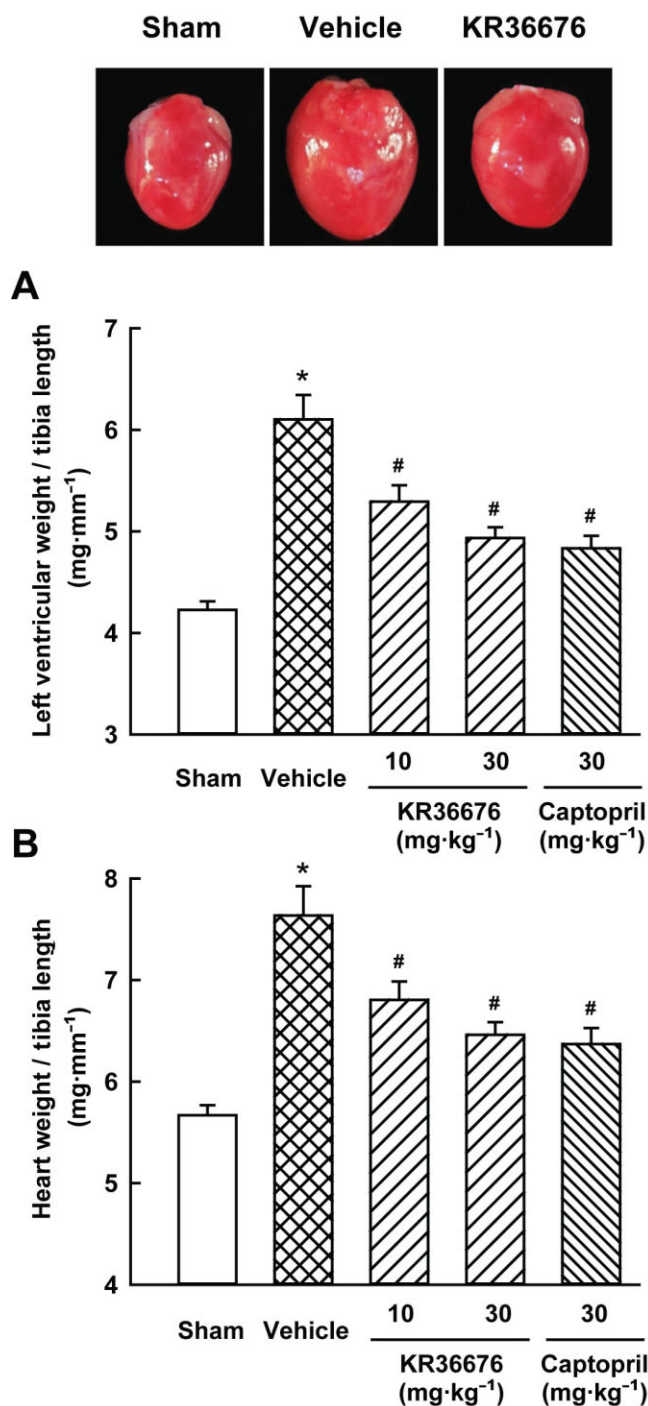 Sham Vehicle KR36676
A
Left ventricular weight / tibia length
(mg·mm⁻¹)
7
6
5
4
3
*
#
#
#
Sham Vehicle 10 30 30
KR36676 Captopril
(mg·kg⁻¹) (mg·kg⁻¹)
B
Heart weight / tibia length
(mg·mm⁻¹)
8
7
6
5
4
*
#
#
#
Sham Vehicle 10 30 30
KR36676 Captopril
(mg·kg⁻¹) (mg·kg⁻¹)